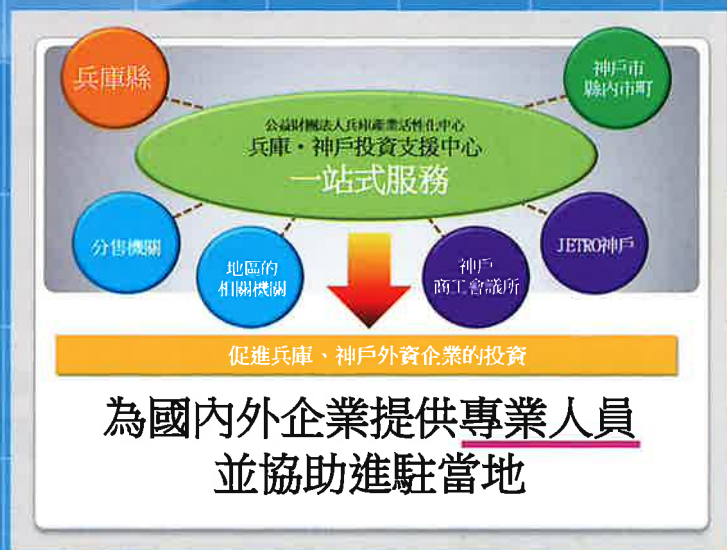 兵庫縣
神戶市
縣內市町
公益財團法人兵庫產業活性化中心
兵庫・神戶投資支援中心
一站式服務
分售機關
地區的
相關機關
神戶
商工會議所
JETRO神戶
促進兵庫、神戶外資企業的投資
為國內外企業提供專業人員
並協助進駐當地